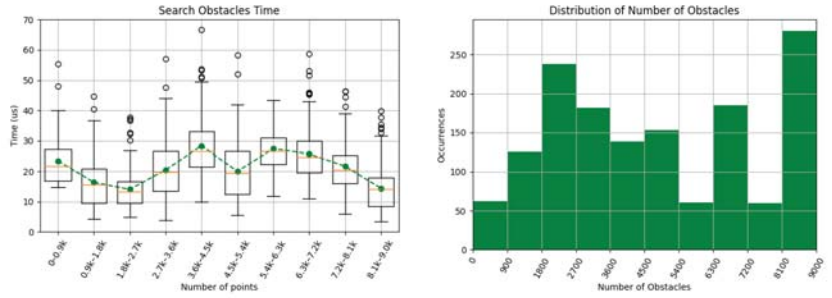 Search Obstacles Time
70
60
50
40
30
20
10
0
Time (us)
0~0.9k
0.9k~1.8k
1.8k~2.7k
2.7k~3.6k
3.6k~4.5k
4.5k~5.4k
5.4k~6.3k
6.3k~7.2k
7.2k~8.1k
8.1k~9.0k
Number of points
Distribution of Number of Obstacles
250
200
150
100
50
0
Occurrences
0
900
1800
2700
3600
4500
5400
6300
7200
8100
9000
Number of Obstacles